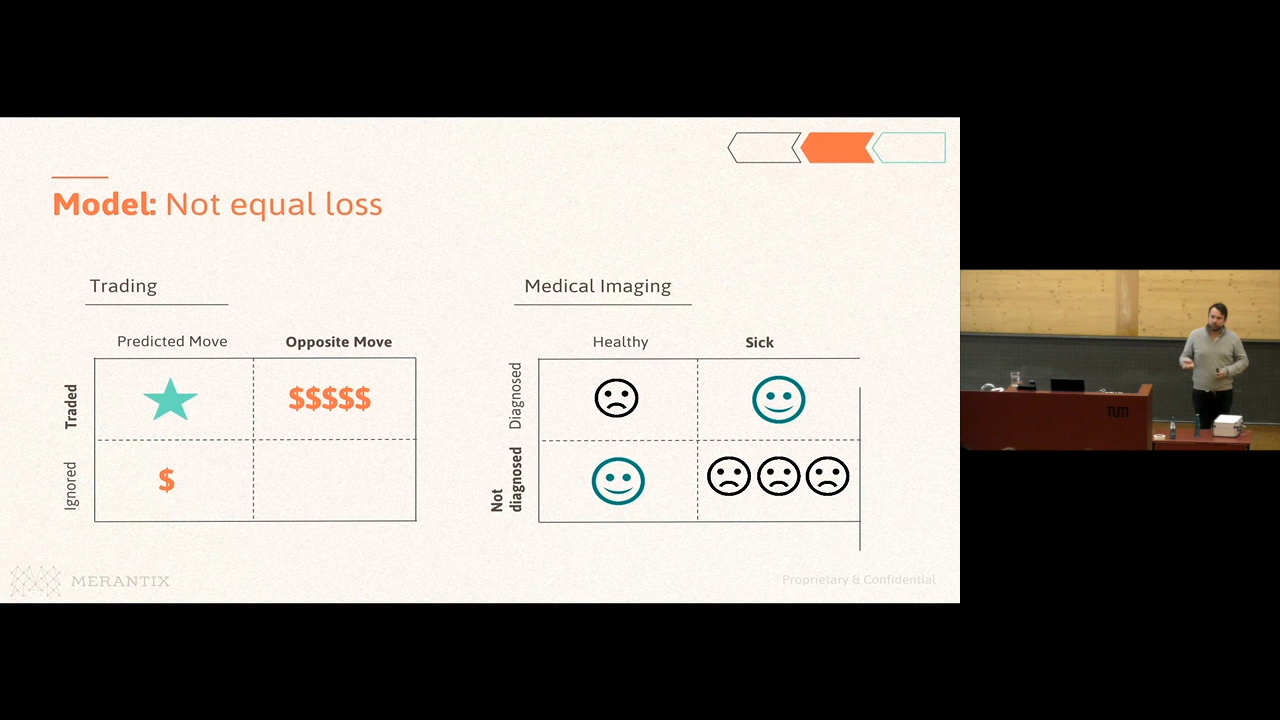 Model: Not equal loss
Trading
Medical Imaging
Predicted Move
Opposite Move
Traded
$$$$$
Ignored
$
Healthy
Sick
Diagnosed
Not
diagnosed
MERANTIX
Proprietary & Confidential
TUM